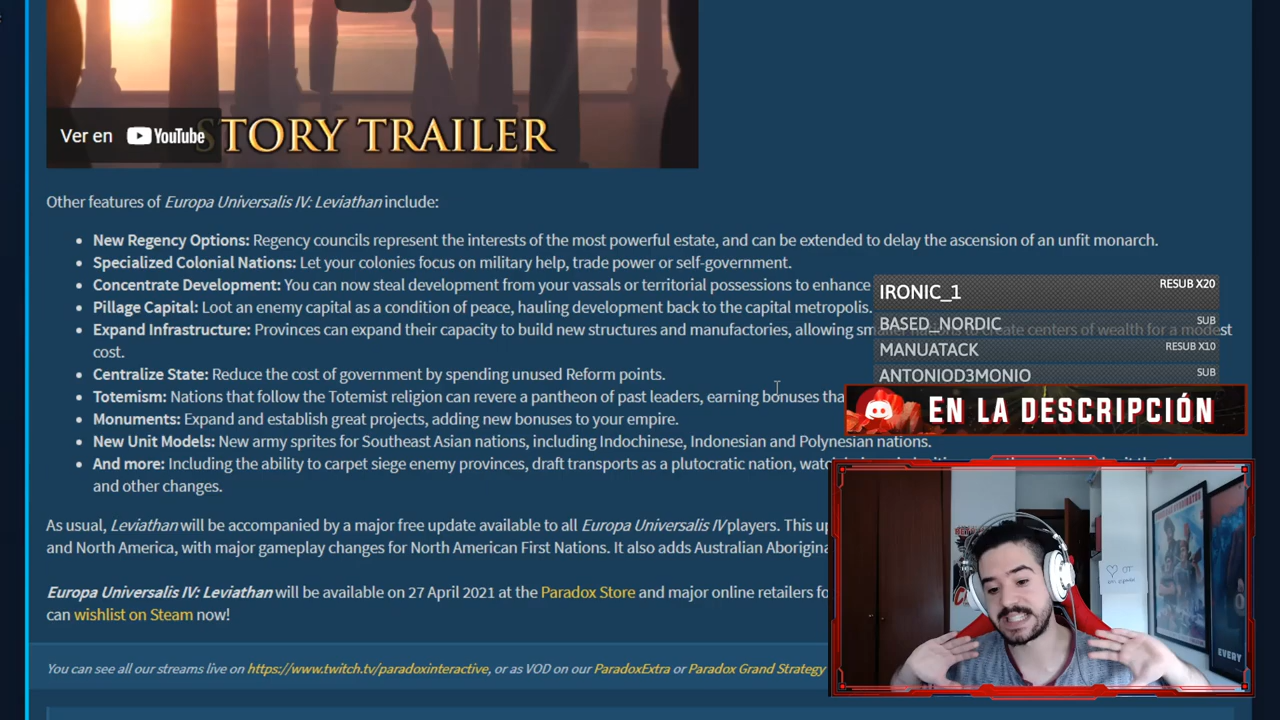 Ver en YouTube
STORY TRAILER
Other features of Europa Universalis IV: Leviathan include:
• New Regency Options: Regency councils represent the interests of the most powerful estate, and can be extended to delay the ascension of an unfit monarch.
• Specialized Colonial Nations: Let your colonies focus on military help, trade power or self-government.
• Concentrate Development: You can now steal development from your vassals or territorial possessions to enhance
• Pillage Capital: Loot an enemy capital as a condition of peace, hauling development back to the capital metropolis.
• Expand Infrastructure: Provinces can expand their capacity to build new structures and manufactories, allowing smaller nations to create centers of wealth for a modest
cost.
• Centralize State: Reduce the cost of government by spending unused Reform points.
• Totemism: Nations that follow the Totemist religion can revere a pantheon of past leaders, earning bonuses
• Monuments: Expand and establish great projects, adding new bonuses to your empire.
• New Unit Models: New army sprites for Southeast Asian nations, including Indochinese, Indonesian and Polynesian nations.
• And more: Including the ability to carpet siege enemy provinces, draft transports as a plutocratic nation,
and other changes.
As usual, Leviathan will be accompanied by a major free update available to all Europa Universalis IV players. This
and North America, with major gameplay changes for North American First Nations. It also adds Australian
Europa Universalis IV: Leviathan will be available on 27 April 2021 at the Paradox Store and major online retailers
can wishlist on Steam now!
You can see all our streams live on https://www.twitch.tv/paradoxinteractive, or as VOD on our ParadoxExtra or Paradox Grand Strategy
IRONIC_1 RESUB X20
BASED_NORDIC SUB
MANUATACK RESUB X10
ANTONIOD3MONIO SUB
EN LA DESCRIPCIÓN
EVERY